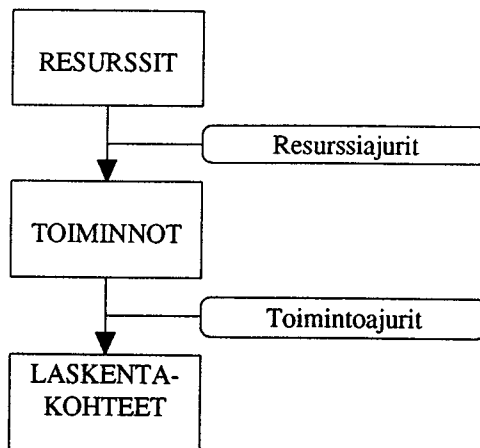 RESURSSIT
Resurssiajurit
TOIMINNOT
Toimintoajurit
LASKENTA-
KOHTEET